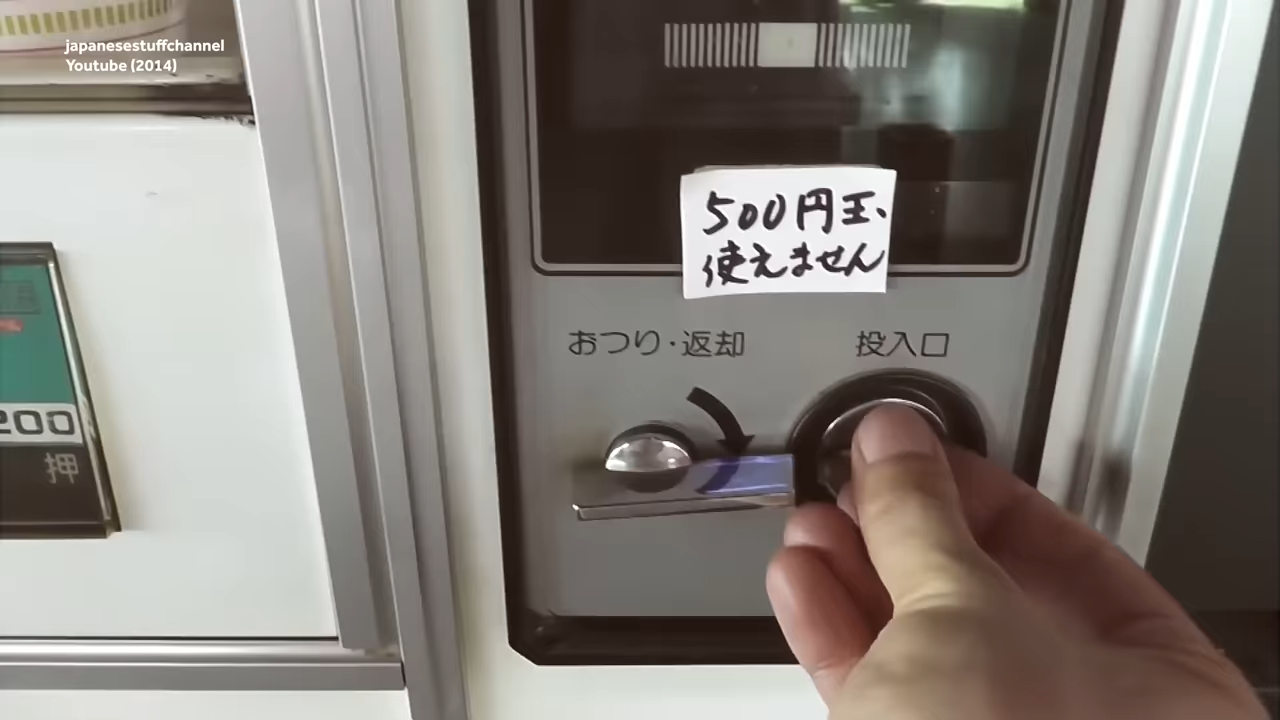 japanesestuffchannel
Youtube (2014)
500円玉、
使えません
おつり・返却
投入口
200
押